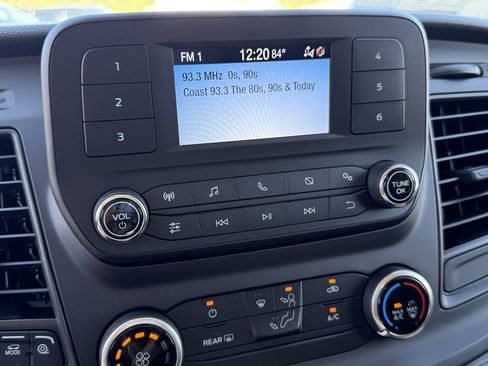 FM 1 12:20 84°
93.3 MHz 0s, 90s
Coast 93.3 The 80s, 90s & Today
1
2
3
4
5
6
VOL
TUNE
OK
REAR
A/C
MAX
A/C
MAX
MODE